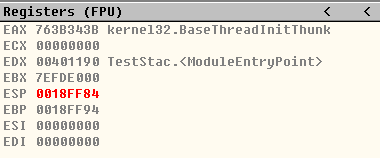 Registers (FPU) < <
EAX 763B343B kernel32.BaseThreadInitThunk
ECX 00000000
EDX 00401190 TestStac.<ModuleEntryPoint>
EBX 7EFDE000
ESP 0018FF84
EBP 0018FF94
ESI 00000000
EDI 00000000